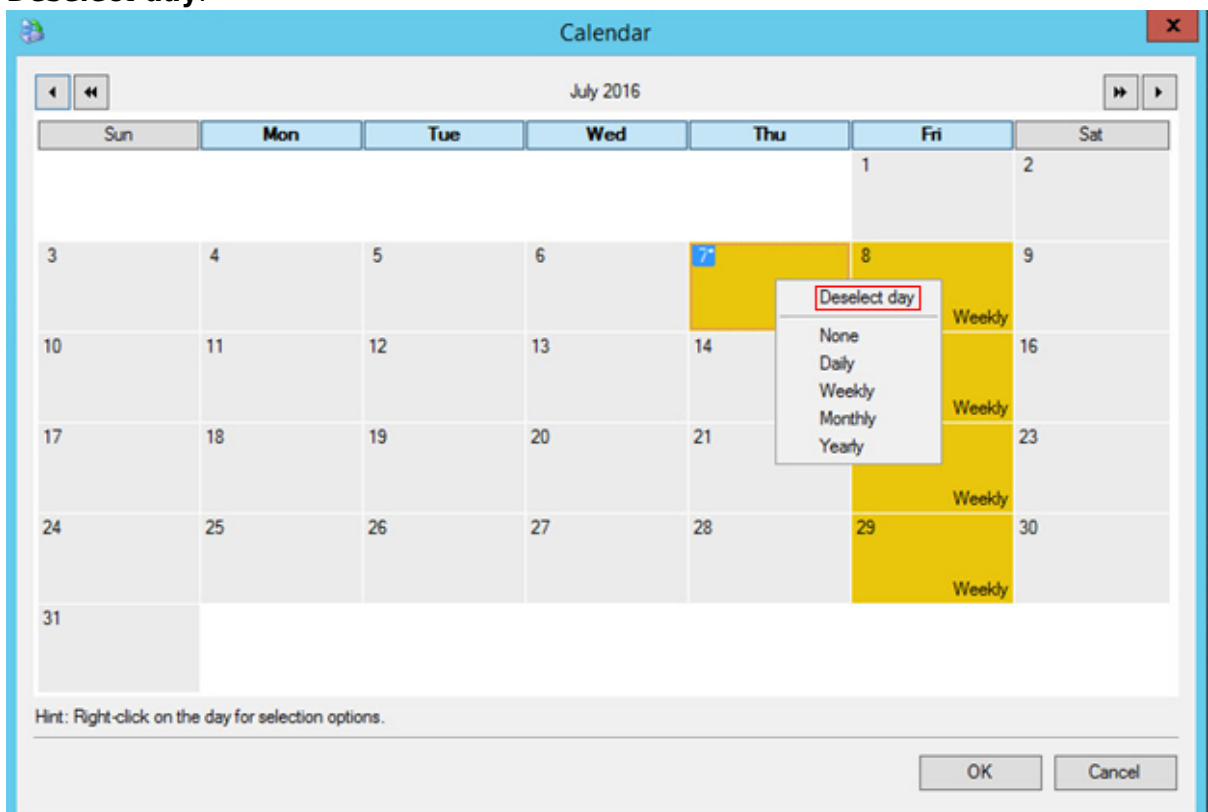 Deselect day.
Calendar
x
July 2016
Sun Mon Tue Wed Thu Fri Sat
1 2
3 4 5 6 7* 8 9
Deselect day
Weekly
None
10 11 12 13 14 16
Daily
Weekly
Weekly
Monthly
17 18 19 20 21 23
Yearly
Weekly
24 25 26 27 28 29 30
Weekly
31
Hint: Right-click on the day for selection options.
OK Cancel